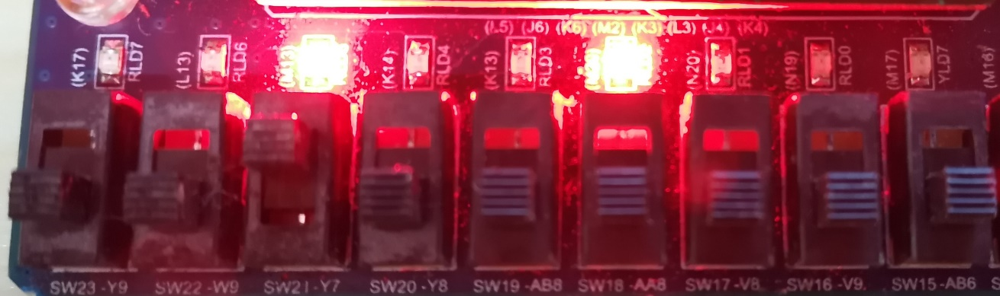 (L5) (J6) (K6) (M2) (K3) (L3) (J4) (K4)
(K17) RLD7 (L13) RLD6 (M13) (K14) RLD4 (K13) RLD3 (N20) RLD1 (N19) RLD0 (M17) YLD7 (M16)
SW23 -Y9 SW22 -W9 SW21 -Y7 SW20 -Y8 SW19 -AB8 SW18 -AA8 SW17 -V8 SW16 -V9 SW15 -AB6